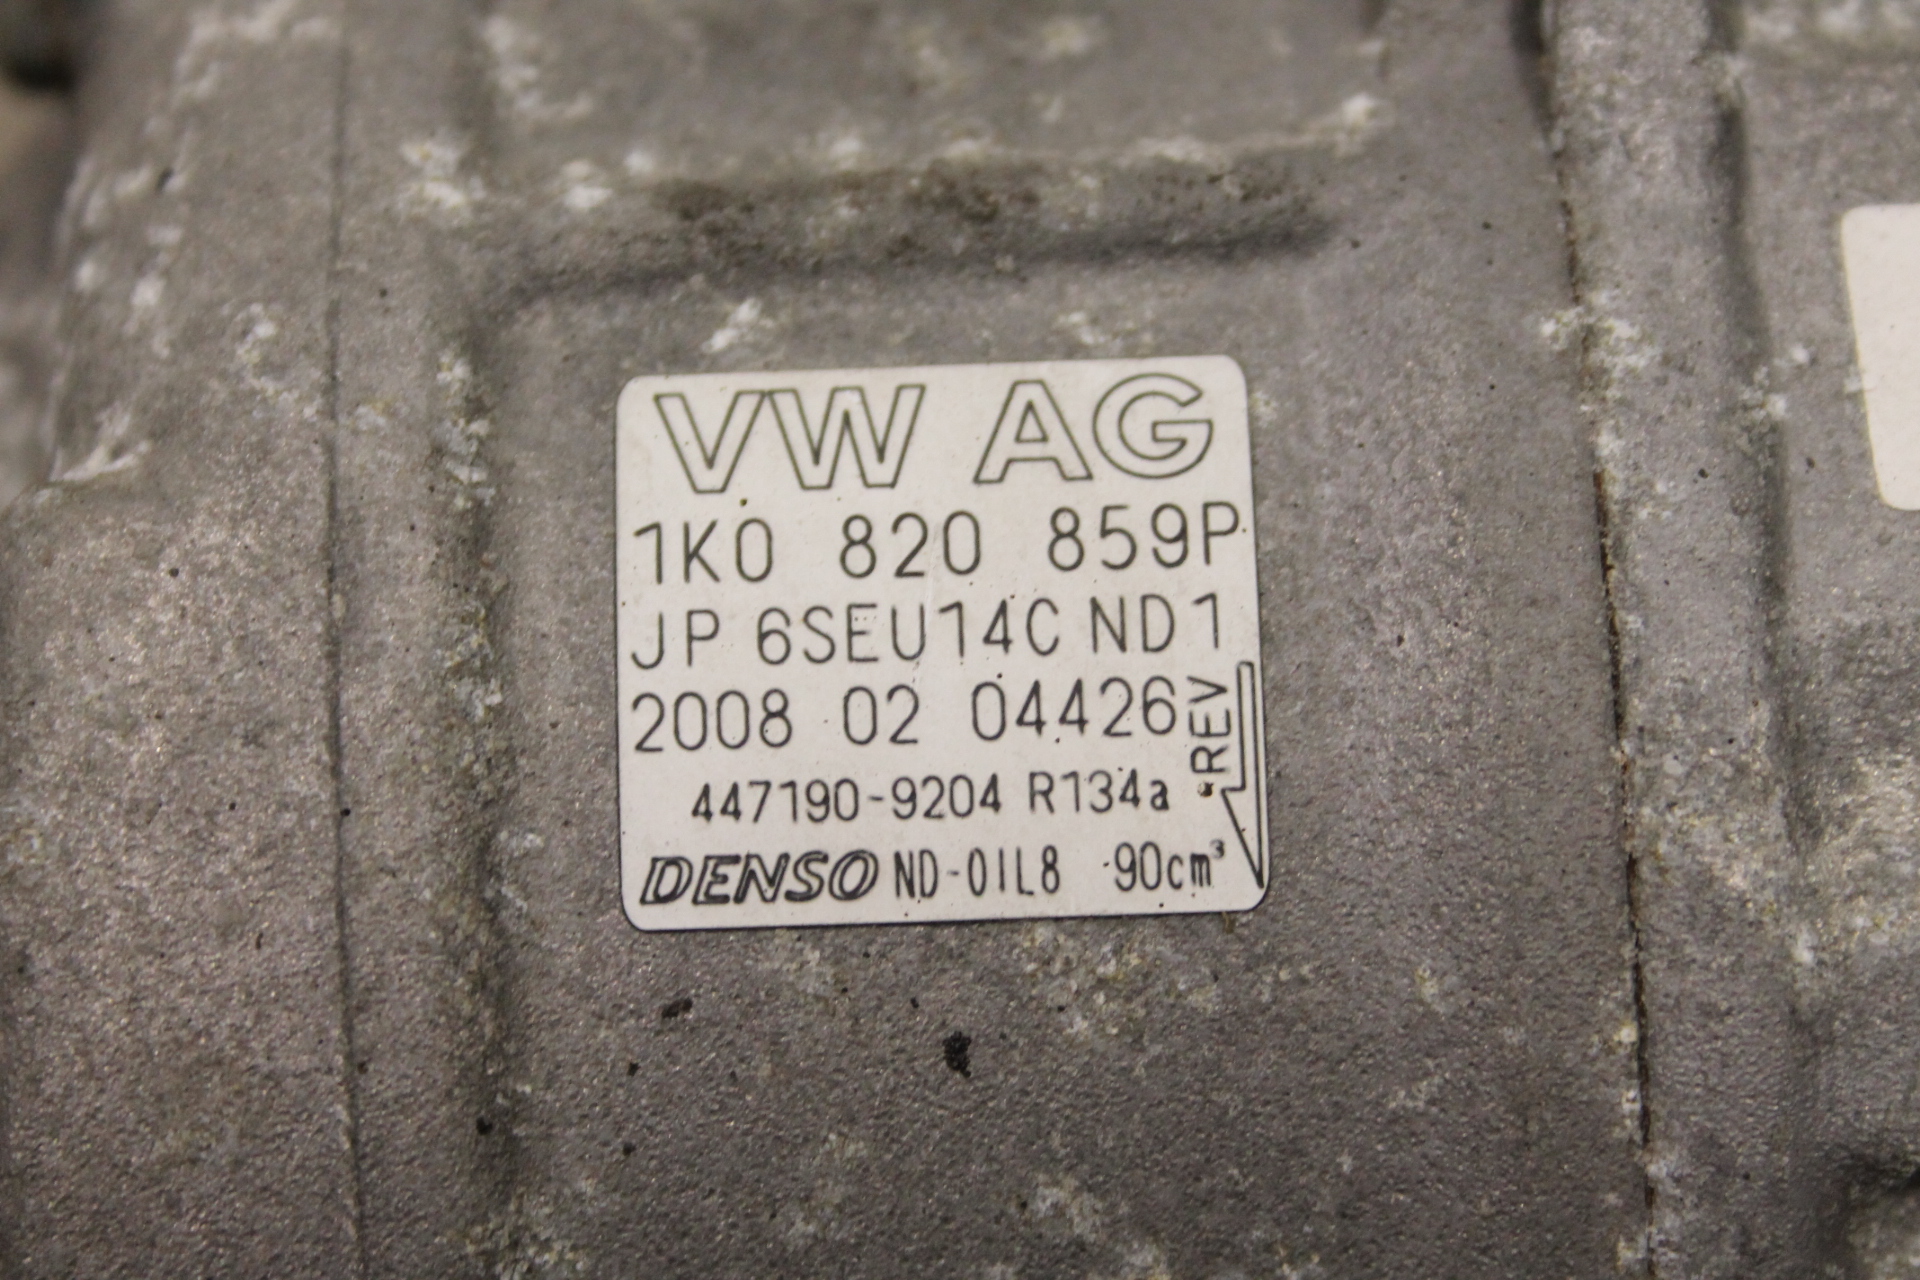 VW AG
1K0 820 859P
JP 6SEU14C ND1
2008 02 04426
REV
447190-9204 R134a
DENSO ND-OIL8 90cm³